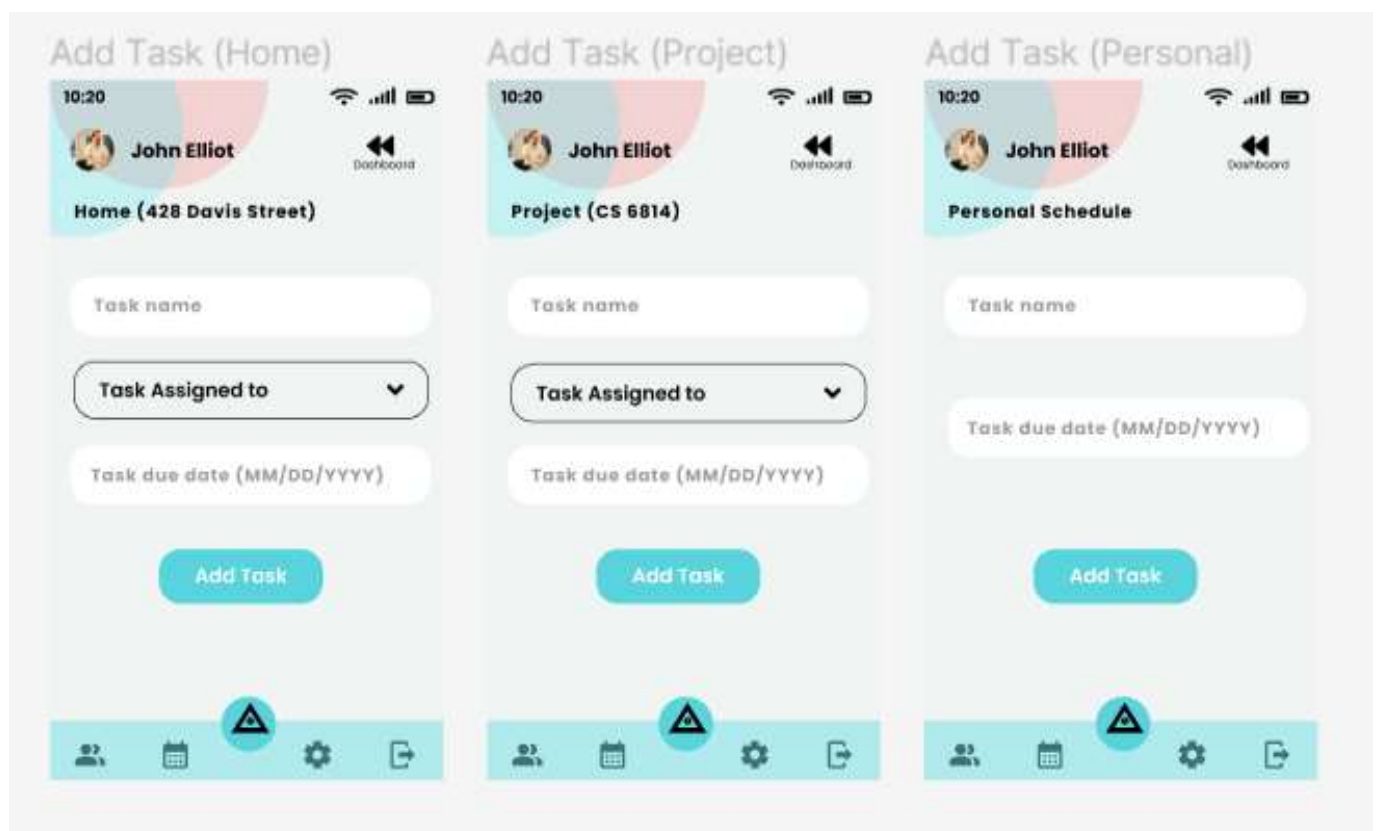 Add Task (Home)
10:20
John Elliot
Dashboard
Home (428 Davis Street)
Task name
Task Assigned to
Task due date (MM/DD/YYYY)
Add Task
Add Task (Project)
10:20
John Elliot
Dashboard
Project (CS 6814)
Task name
Task Assigned to
Task due date (MM/DD/YYYY)
Add Task
Add Task (Personal)
10:20
John Elliot
Dashboard
Personal Schedule
Task name
Task due date (MM/DD/YYYY)
Add Task